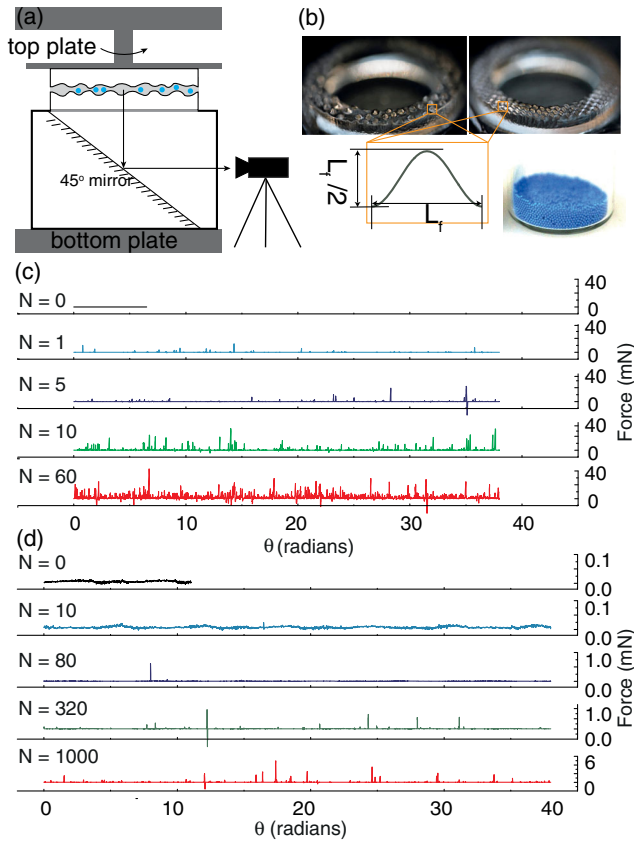 (a)
top plate
45° mirror
bottom plate
(b)
L_f/2
L_f
(c)
N = 0
40
0
N = 1
40
0
N = 5
40
0
N = 10
40
0
N = 60
40
0
Force (mN)
0 10 20 30 40
θ (radians)
(d)
N = 0
0.1
0.0
N = 10
0.1
0.0
N = 80
1.0
0.0
N = 320
1.0
0.0
N = 1000
6
0
Force (mN)
0 10 20 30 40
θ (radians)